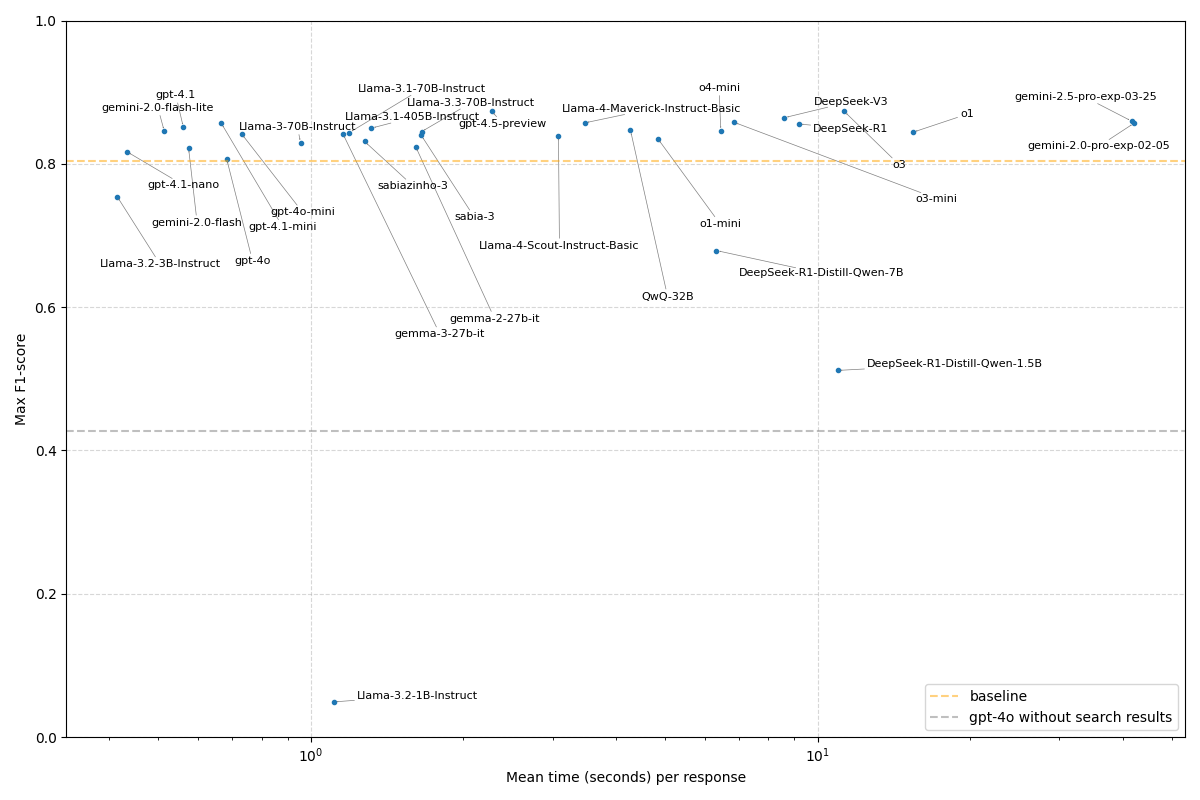 1.0
0.8
0.6
0.4
0.2
0.0
Max F1-score
gpt-4.1
gemini-2.0-flash-lite
Llama-3.1-70B-Instruct
Llama-3.3-70B-Instruct
Llama-3.1-405B-Instruct
Llama-3-70B-Instruct
gpt-4.5-preview
Llama-4-Maverick-Instruct-Basic
o4-mini
DeepSeek-V3
DeepSeek-R1
o1
gemini-2.5-pro-exp-03-25
gemini-2.0-pro-exp-02-05
o3
o3-mini
gpt-4.1-nano
sabiazinho-3
gpt-4o-mini
gpt-4.1-mini
gemini-2.0-flash
sabia-3
o1-mini
Llama-4-Scout-Instruct-Basic
gpt-4o
Llama-3.2-3B-Instruct
DeepSeek-R1-Distill-Qwen-7B
QwQ-32B
gemma-2-27b-it
gemma-3-27b-it
DeepSeek-R1-Distill-Qwen-1.5B
Llama-3.2-1B-Instruct
baseline
gpt-4o without search results
10⁰
10¹
Mean time (seconds) per response